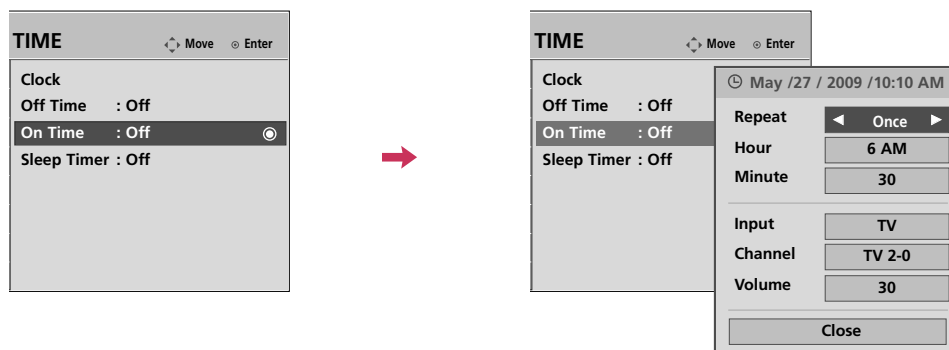 TIME Move Enter
Clock
Off Time : Off
On Time : Off
Sleep Timer : Off
TIME Move Enter
Clock
Off Time : Off
On Time : Off
Sleep Timer : Off
May /27 / 2009 /10:10 AM
Repeat ◀ Once ▶
Hour 6 AM
Minute 30
Input TV
Channel TV 2-0
Volume 30
Close